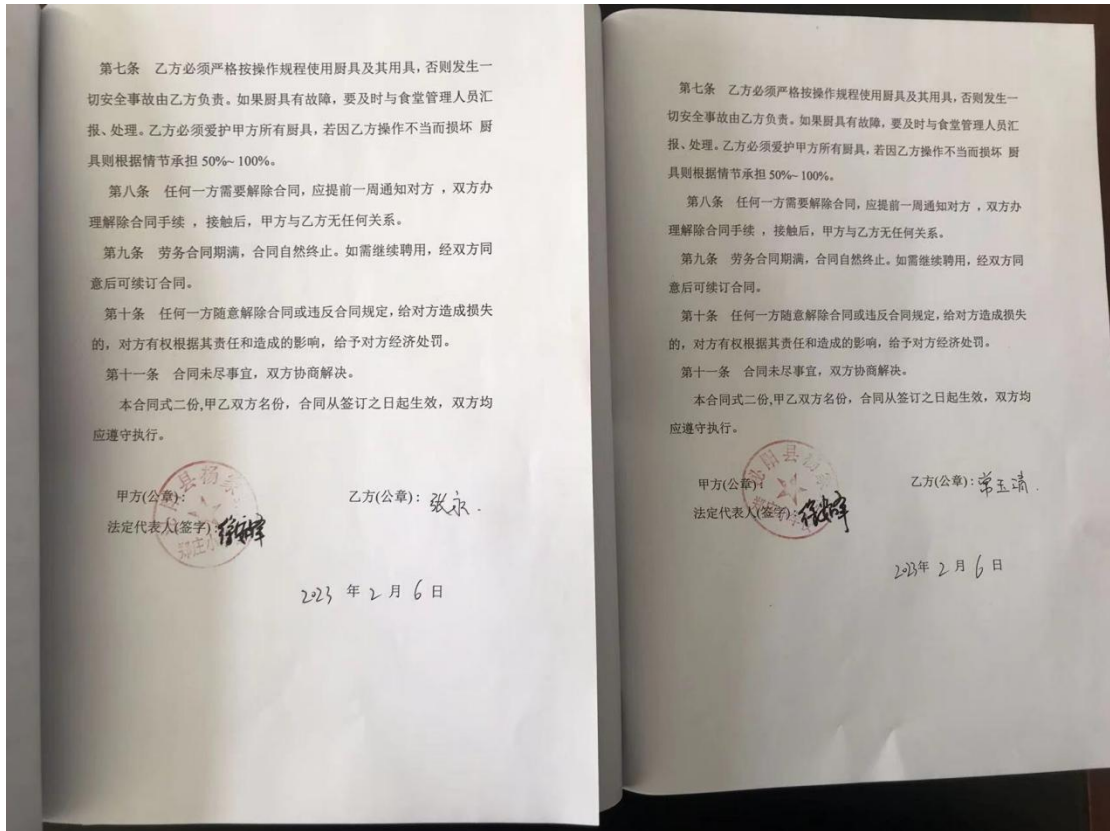 第七条 乙方必须严格按操作规程使用厨具及其用具，否则发生一
切安全事故由乙方负责。如果厨具有故障，要及时与食堂管理人员汇
报、处理。乙方必须爱护甲方所有厨具，若因乙方操作不当而损坏 厨
具则根据情节承担 50%~ 100%。
第八条 任何一方需要解除合同，应提前一周通知对方 ，双方办
理解除合同手续 ，接触后，甲方与乙方无任何关系。
第九条 劳务合同期满，合同自然终止。如需继续聘用，经双方同
意后可续订合同。
第十条 任何一方随意解除合同或违反合同规定，给对方造成损失
的，对方有权根据其责任和造成的影响，给予对方经济处罚。
第十一条 合同未尽事宜，双方协商解决。
本合同式二份,甲乙双方名份，合同从签订之日起生效，双方均
应遵守执行。
甲方(公章)： 乙方(公章)：张永.
法定代表人(签字)：
阳县杨家
郑庄小
2023 年 2 月 6 日
第七条 乙方必须严格按操作规程使用厨具及其用具，否则发生一
切安全事故由乙方负责。如果厨具有故障，要及时与食堂管理人员汇
报、处理。乙方必须爱护甲方所有厨具，若因乙方操作不当而损坏 厨
具则根据情节承担 50%~ 100%。
第八条 任何一方需要解除合同，应提前一周通知对方 ，双方办
理解除合同手续 ，接触后，甲方与乙方无任何关系。
第九条 劳务合同期满，合同自然终止。如需继续聘用，经双方同
意后可续订合同。
第十条 任何一方随意解除合同或违反合同规定，给对方造成损失
的，对方有权根据其责任和造成的影响，给予对方经济处罚。
第十一条 合同未尽事宜，双方协商解决。
本合同式二份,甲乙双方名份，合同从签订之日起生效，双方均
应遵守执行。
甲方(公章)： 乙方(公章)：常玉清.
法定代表人(签字)：
泌阳县杨家
郑庄小学
2023年 2 月 6 日